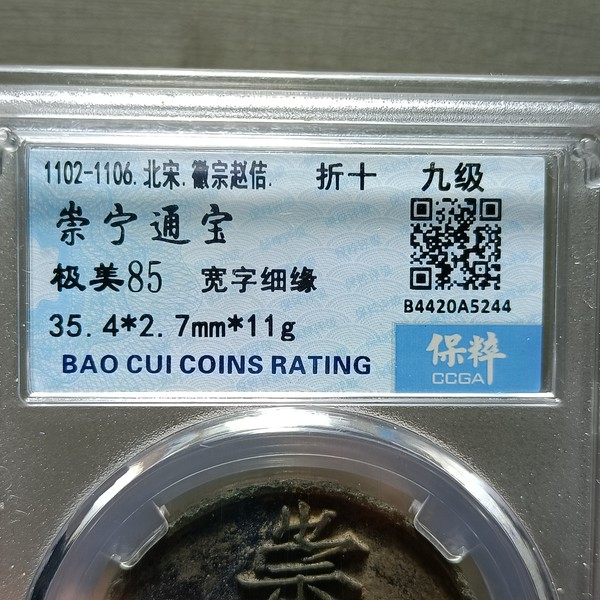 1102-1106.北宋.徽宗赵佶. 折十 九级
崇宁通宝
极美85 宽字细缘
B4420A5244
35.4*2.7mm*11g
保粹
CCGA
BAO CUI COINS RATING
崇